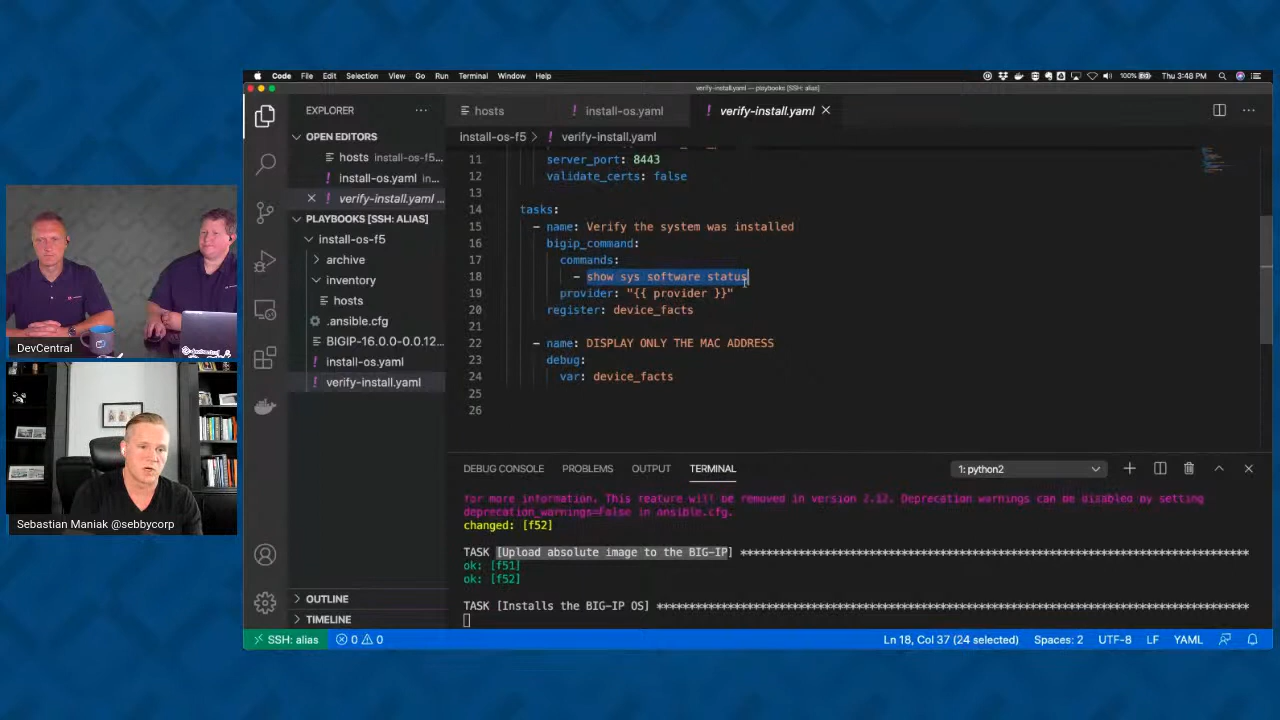 Code File Edit Selection View Go Run Terminal Window Help
100% Thu 3:48 PM
verify-install.yaml — playbooks [SSH: alias]
EXPLORER
OPEN EDITORS
hosts install-os-f5...
install-os.yaml in...
verify-install.yaml ...
PLAYBOOKS [SSH: ALIAS]
install-os-f5
archive
inventory
hosts
.ansible.cfg
BIGIP-16.0.0-0.0.12...
install-os.yaml
verify-install.yaml
OUTLINE
TIMELINE
hosts
install-os.yaml
verify-install.yaml
install-os-f5 > verify-install.yaml
11 server_port: 8443
12 validate_certs: false
13
14 tasks:
15 - name: Verify the system was installed
16 bigip_command:
17 commands:
18 - show sys software status
19 provider: "{{ provider }}"
20 register: device_facts
21
22 - name: DISPLAY ONLY THE MAC ADDRESS
23 debug:
24 var: device_facts
25
26
DEBUG CONSOLE PROBLEMS OUTPUT TERMINAL 1: python2
for more information. This feature will be removed in version 2.12. Deprecation warnings can be disabled by setting
deprecation_warnings=False in ansible.cfg.
changed: [f52]
TASK [Upload absolute image to the BIG-IP] ****************************************************************************
ok: [f51]
ok: [f52]
TASK [Installs the BIG-IP OS] ****************************************************************************************
SSH: alias 0 0 Ln 18, Col 37 (24 selected) Spaces: 2 UTF-8 LF YAML
DevCentral
Sebastian Maniak @sebbycorp